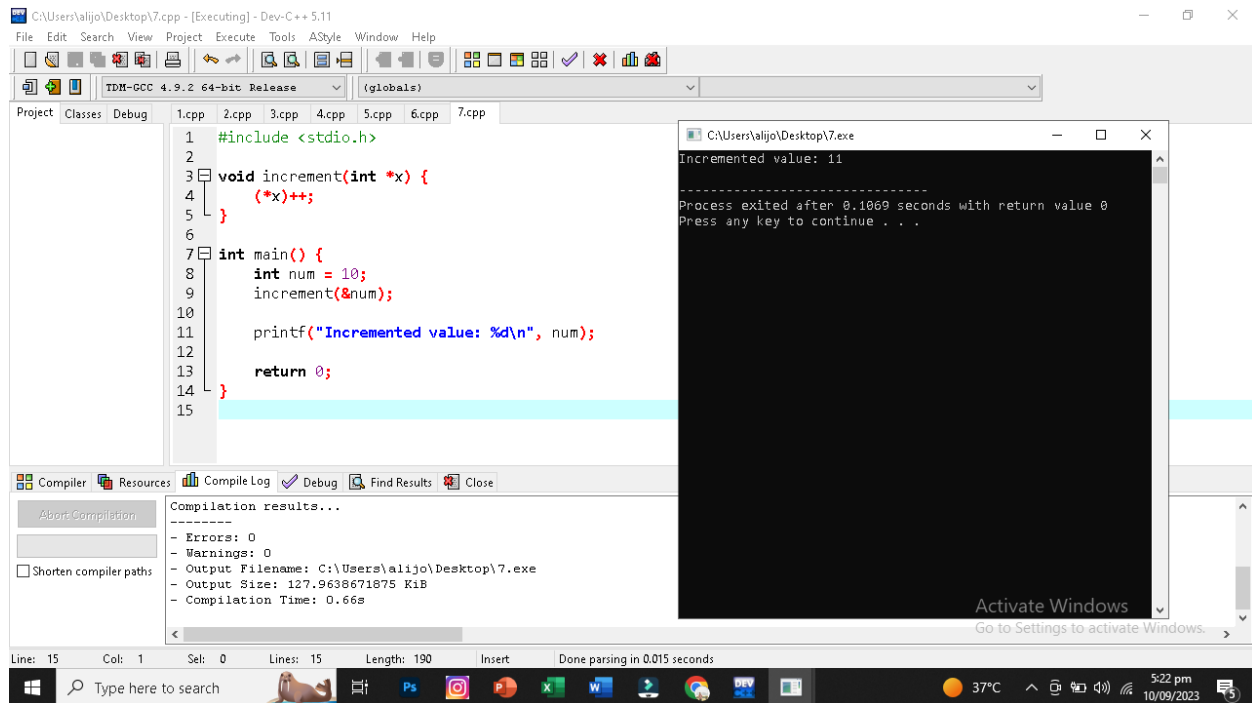 C:\Users\alijo\Desktop\7.cpp - [Executing] - Dev-C++ 5.11
File Edit Search View Project Execute Tools AStyle Window Help
TDM-GCC 4.9.2 64-bit Release (globals)
Project Classes Debug 1.cpp 2.cpp 3.cpp 4.cpp 5.cpp 6.cpp 7.cpp
1 #include <stdio.h>
2
3 void increment(int *x) {
4     (*x)++;
5 }
6
7 int main() {
8     int num = 10;
9     increment(&num);
10
11     printf("Incremented value: %d\n", num);
12
13     return 0;
14 }
15
C:\Users\alijo\Desktop\7.exe
Incremented value: 11
--------------------------------
Process exited after 0.1069 seconds with return value 0
Press any key to continue . . .
Compiler Resources Compile Log Debug Find Results Close
Abort Compilation
Shorten compiler paths
Compilation results...
--------
- Errors: 0
- Warnings: 0
- Output Filename: C:\Users\alijo\Desktop\7.exe
- Output Size: 127.9638671875 KiB
- Compilation Time: 0.66s
Activate Windows
Go to Settings to activate Windows.
Line: 15 Col: 1 Sel: 0 Lines: 15 Length: 190 Insert Done parsing in 0.015 seconds
Type here to search
Ps
DEV
37°C
5:22 pm
10/09/2023
5